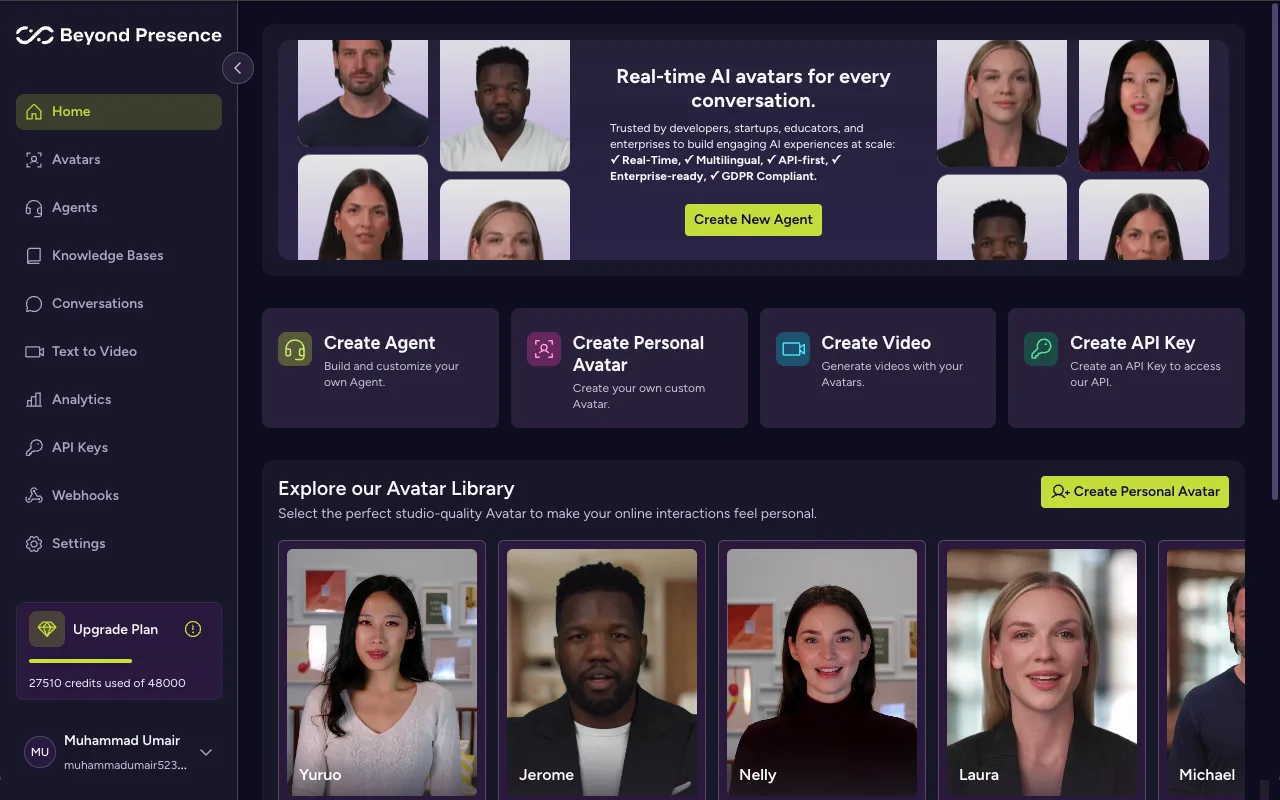 Beyond Presence
Home
Avatars
Agents
Knowledge Bases
Conversations
Text to Video
Analytics
API Keys
Webhooks
Settings
Upgrade Plan
27510 credits used of 48000
MU
Muhammad Umair
muhammadumair523...
Real-time AI avatars for every
conversation.
Trusted by developers, startups, educators, and
enterprises to build engaging AI experiences at scale:
✓ Real-Time, ✓ Multilingual, ✓ API-first, ✓
Enterprise-ready, ✓ GDPR Compliant.
Create New Agent
Create Agent
Build and customize your
own Agent.
Create Personal
Avatar
Create your own custom
Avatar.
Create Video
Generate videos with your
Avatars.
Create API Key
Create an API Key to access
our API.
Explore our Avatar Library
Select the perfect studio-quality Avatar to make your online interactions feel personal.
Create Personal Avatar
Yuruo
Jerome
Nelly
Laura
Michael